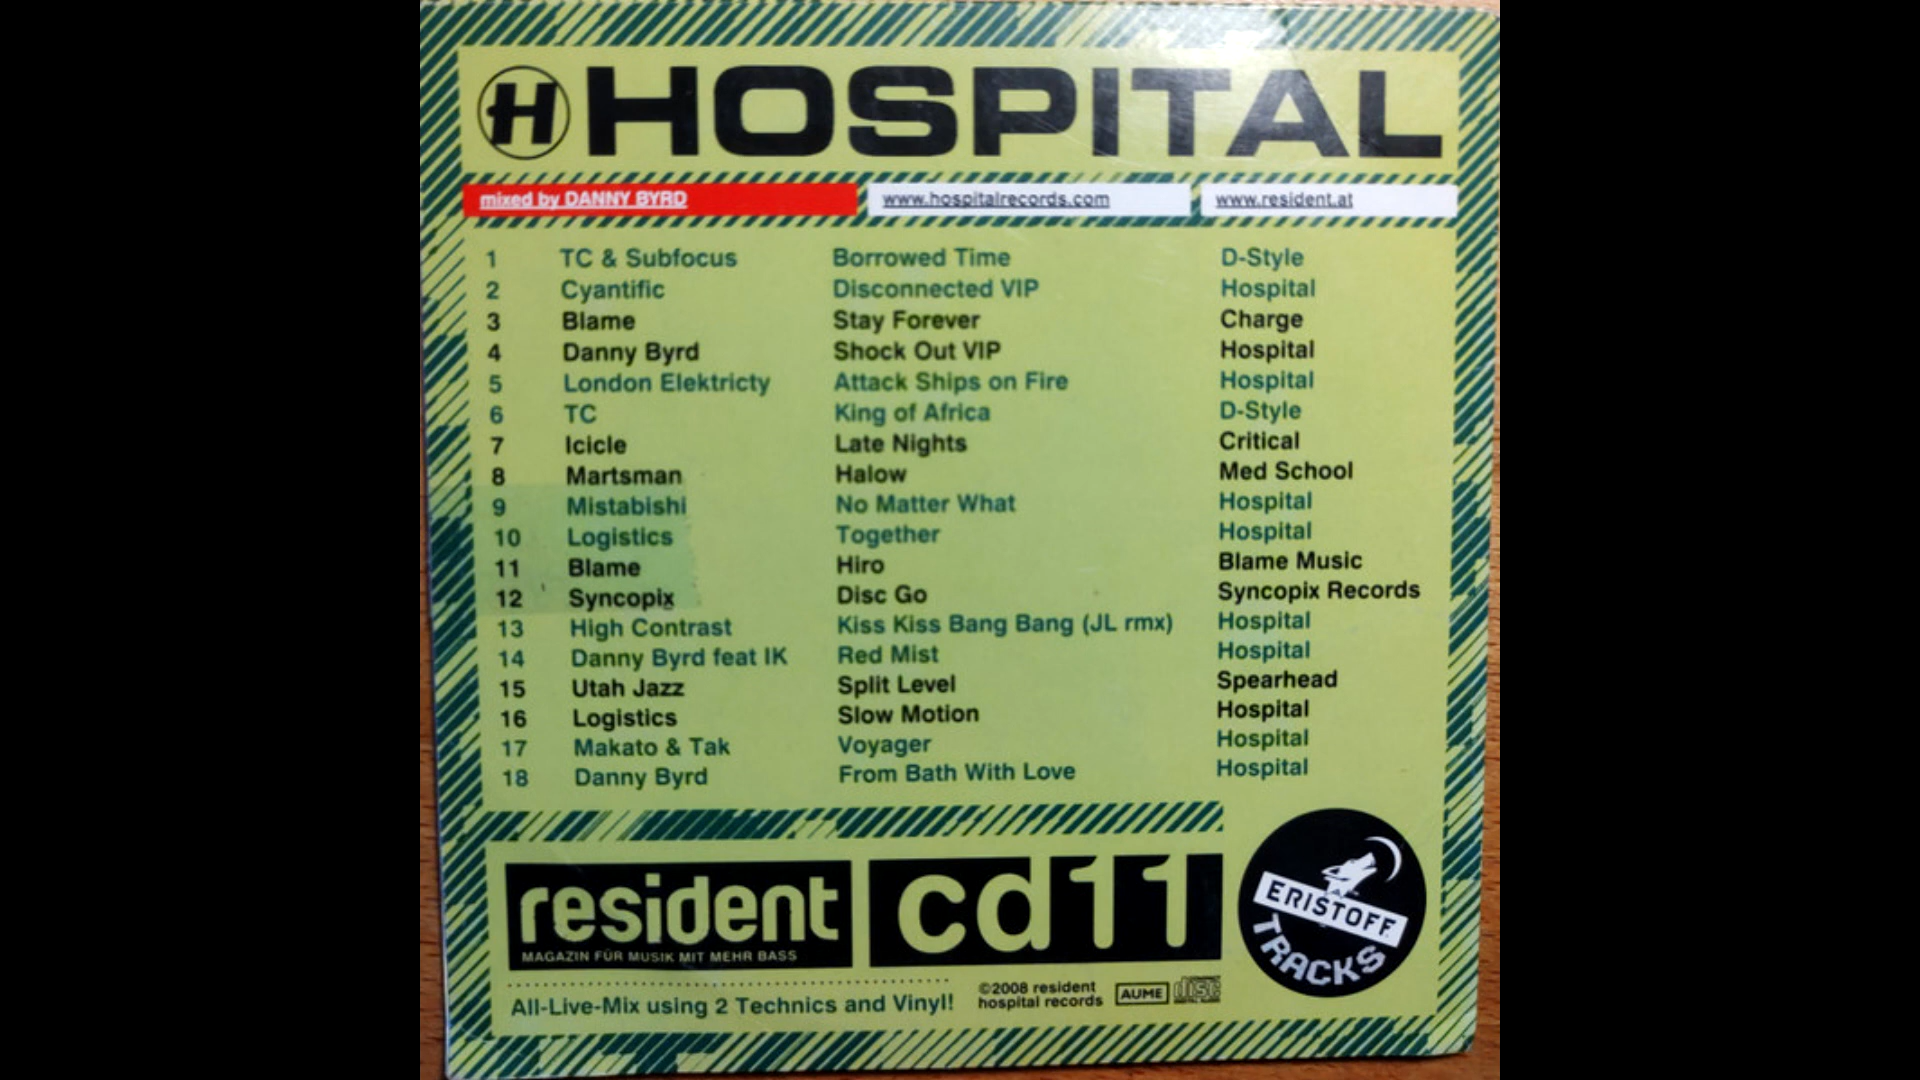 H HOSPITAL
mixed by DANNY BYRD www.hospitalrecords.com www.resident.at
1 TC & Subfocus Borrowed Time D-Style
2 Cyantific Disconnected VIP Hospital
3 Blame Stay Forever Charge
4 Danny Byrd Shock Out VIP Hospital
5 London Elektricty Attack Ships on Fire Hospital
6 TC King of Africa D-Style
7 Icicle Late Nights Critical
8 Martsman Halow Med School
9 Mistabishi No Matter What Hospital
10 Logistics Together Hospital
11 Blame Hiro Blame Music
12 Syncopix Disc Go Syncopix Records
13 High Contrast Kiss Kiss Bang Bang (JL rmx) Hospital
14 Danny Byrd feat IK Red Mist Hospital
15 Utah Jazz Split Level Spearhead
16 Logistics Slow Motion Hospital
17 Makato & Tak Voyager Hospital
18 Danny Byrd From Bath With Love Hospital
resident cd11
MAGAZIN FÜR MUSIK MIT MEHR BASS
ERISTOFF
TRACKS
All-Live-Mix using 2 Technics and Vinyl!
©2008 resident
hospital records
AUME
disc
DIGITAL AUDIO